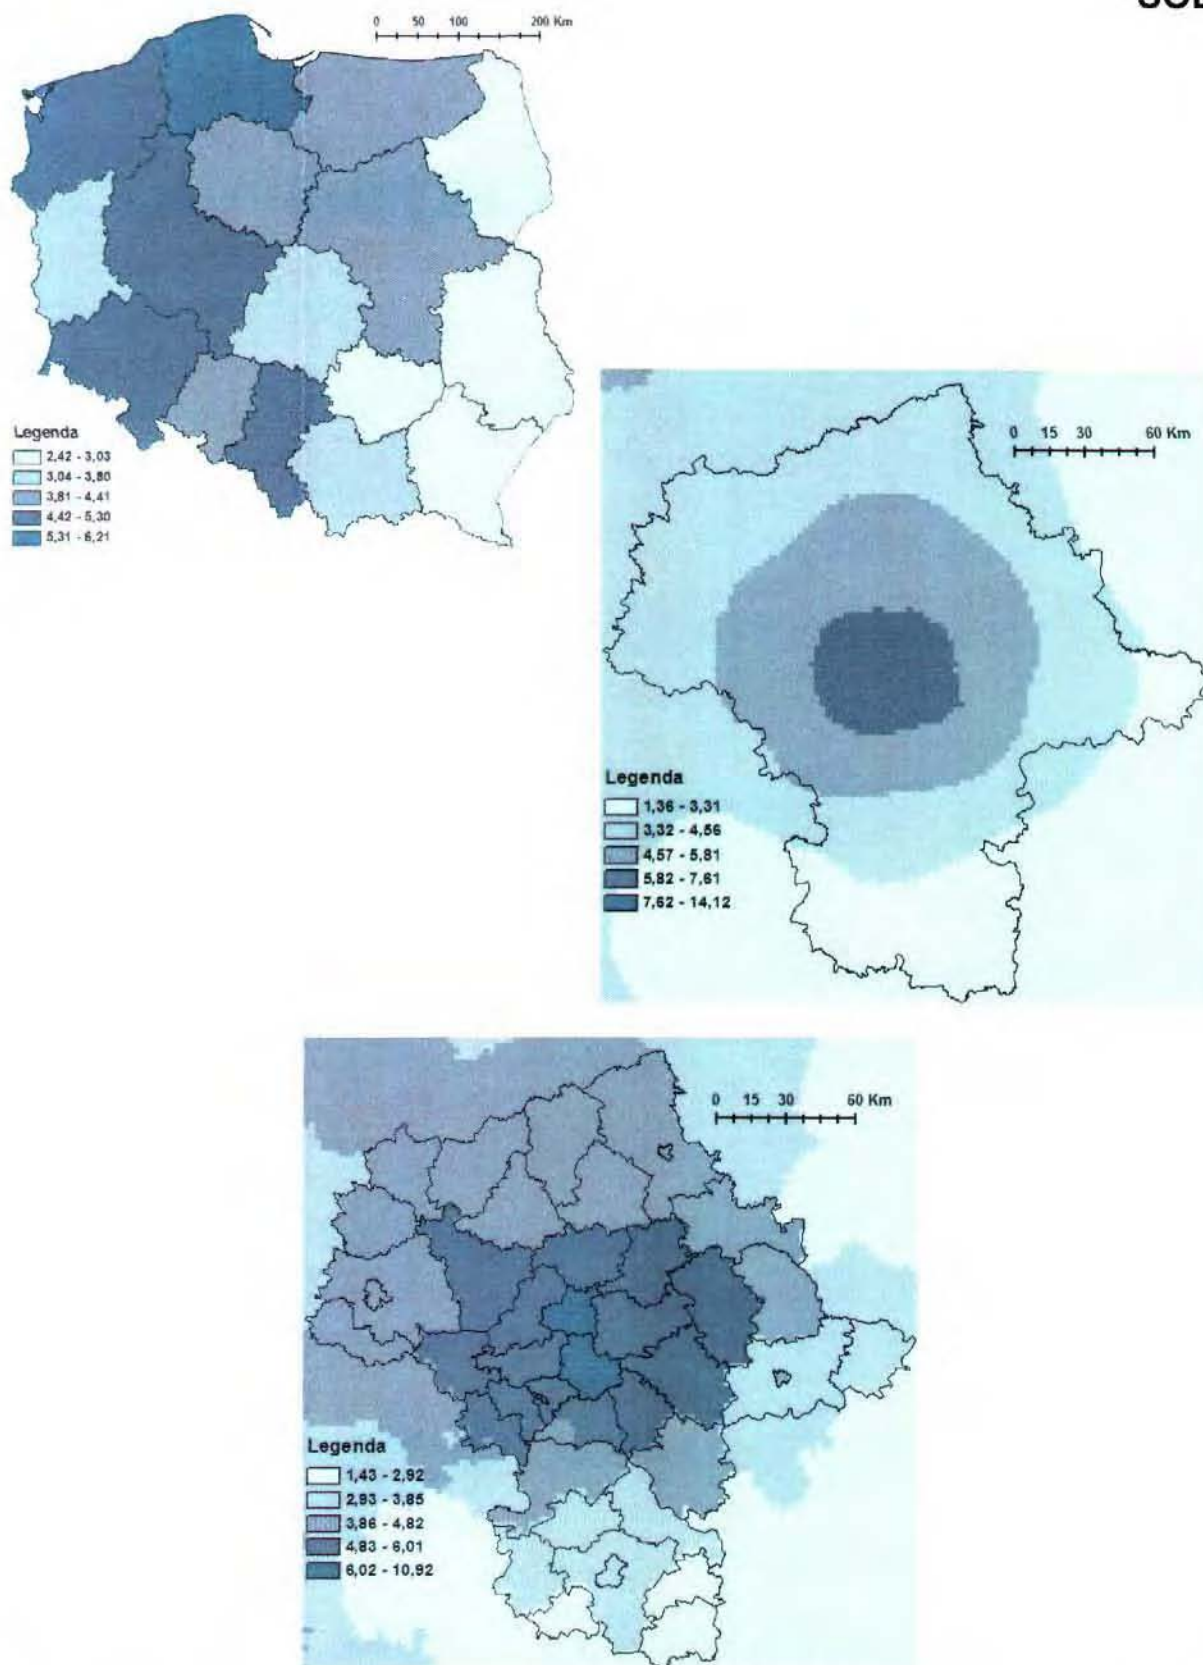 0 50 100 200 Km
Legenda
2,42 - 3,03
3,04 - 3,80
3,81 - 4,41
4,42 - 5,30
5,31 - 6,21
0 15 30 60 Km
Legenda
1,36 - 3,31
3,32 - 4,56
4,57 - 5,81
5,82 - 7,61
7,62 - 14,12
0 15 30 60 Km
Legenda
1,43 - 2,92
2,93 - 3,85
3,86 - 4,82
4,83 - 6,01
6,02 - 10,92